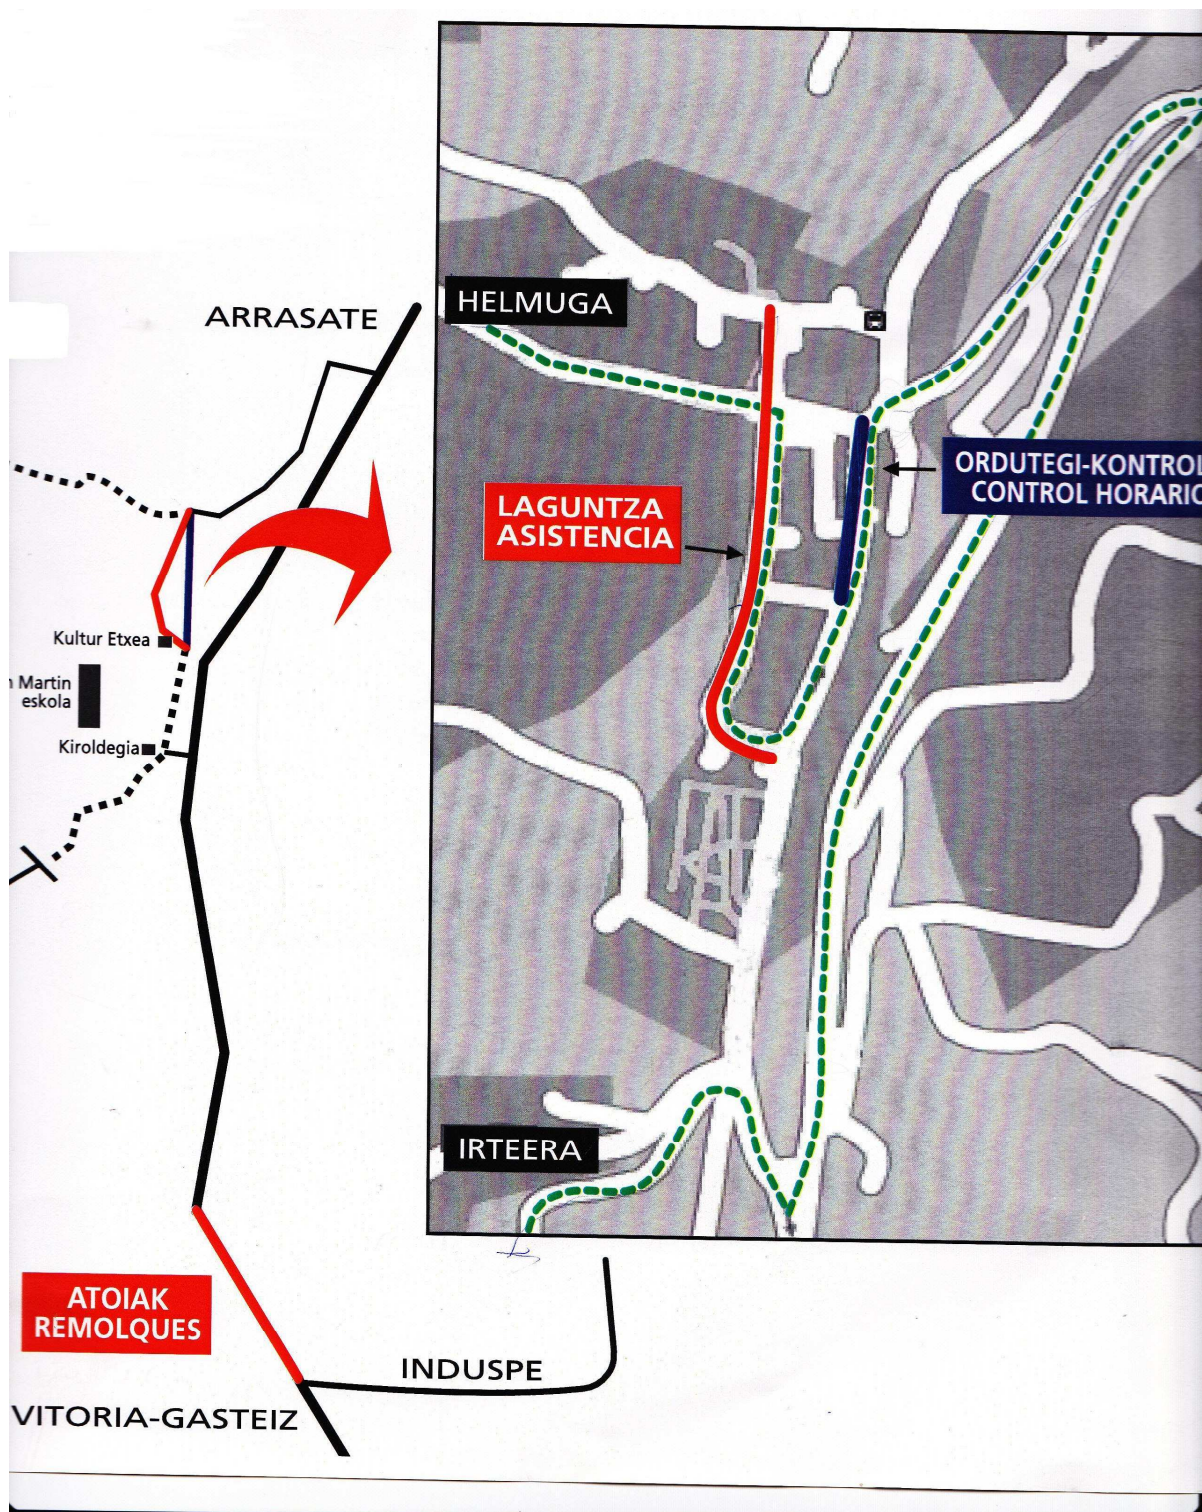 ARRASATE
HELMUGA
ORDUTEGI-KONTROL
CONTROL HORARIO
LAGUNTZA
ASISTENCIA
Kultur Etxea
Martin
eskola
Kiroldegia
IRTEERA
ATOIAK
REMOLQUES
INDUSPE
VITORIA-GASTEIZ